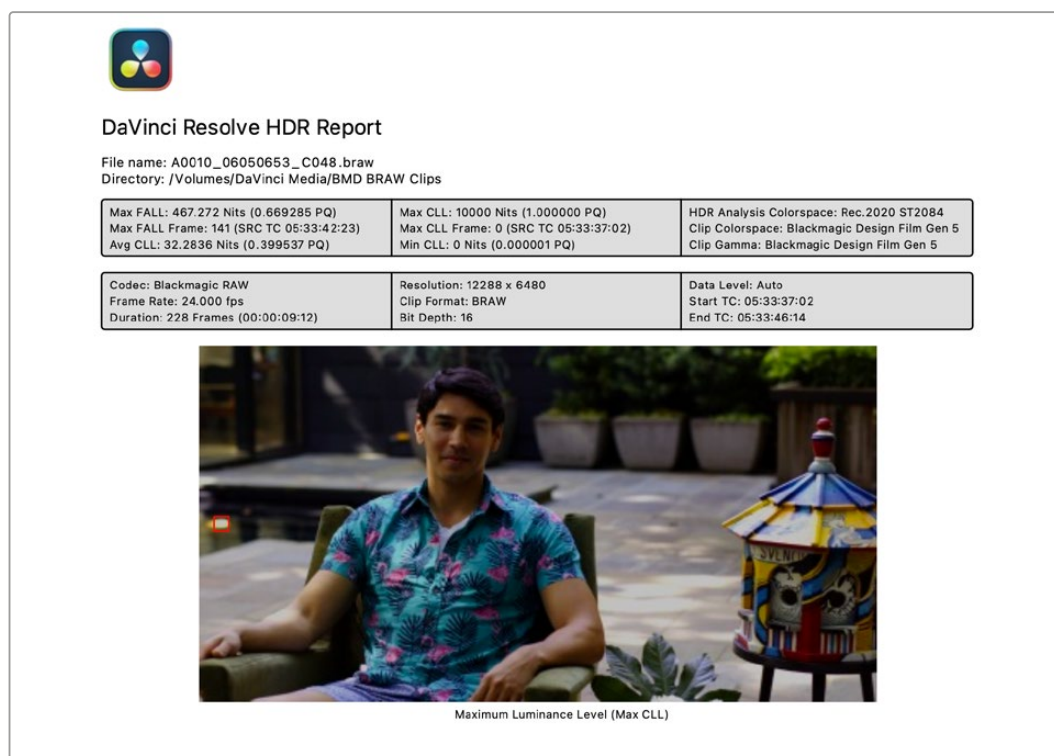 DaVinci Resolve HDR Report
File name: A0010_06050653_C048.braw
Directory: /Volumes/DaVinci Media/BMD BRAW Clips
Max FALL: 467.272 Nits (0.669285 PQ)
Max FALL Frame: 141 (SRC TC 05:33:42:23)
Avg CLL: 32.2836 Nits (0.399537 PQ)
Max CLL: 10000 Nits (1.000000 PQ)
Max CLL Frame: 0 (SRC TC 05:33:37:02)
Min CLL: 0 Nits (0.000001 PQ)
HDR Analysis Colorspace: Rec.2020 ST2084
Clip Colorspace: Blackmagic Design Film Gen 5
Clip Gamma: Blackmagic Design Film Gen 5
Codec: Blackmagic RAW
Frame Rate: 24.000 fps
Duration: 228 Frames (00:00:09:12)
Resolution: 12288 x 6480
Clip Format: BRAW
Bit Depth: 16
Data Level: Auto
Start TC: 05:33:37:02
End TC: 05:33:46:14
Maximum Luminance Level (Max CLL)